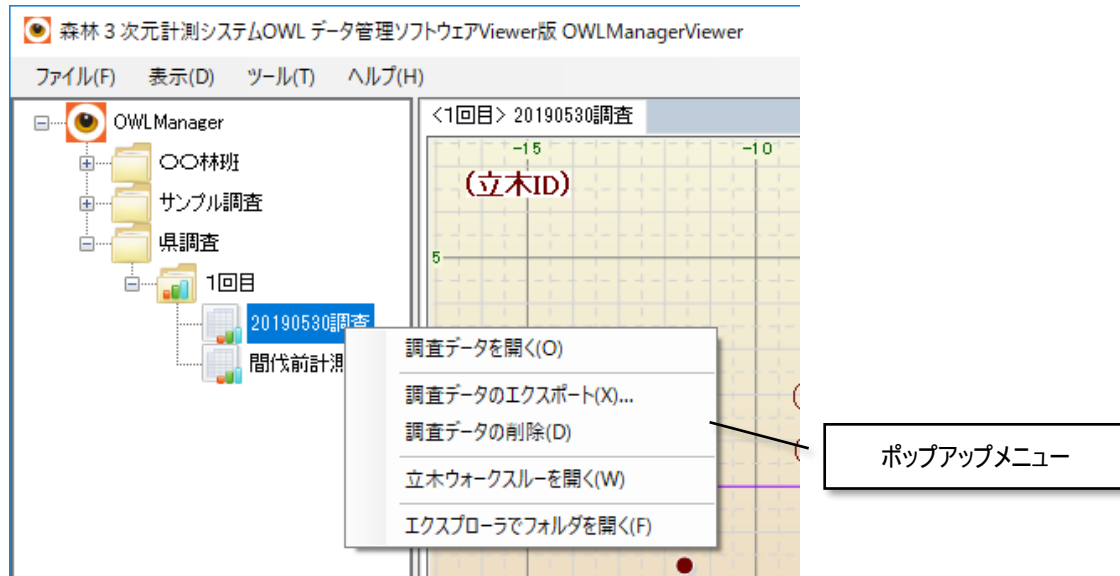 森林３次元計測システムOWL データ管理ソフトウェアViewer版 OWLManagerViewer
ファイル(F) 表示(D) ツール(T) ヘルプ(H)
OWLManager
〇〇林班
サンプル調査
県調査
1回目
20190530調査
間伐前計測
<1回目> 20190530調査
-15 -10
(立木ID)
5
調査データを開く(O)
調査データのエクスポート(X)...
調査データの削除(D)
立木ウォークスルーを開く(W)
エクスプローラでフォルダを開く(F)
ポップアップメニュー